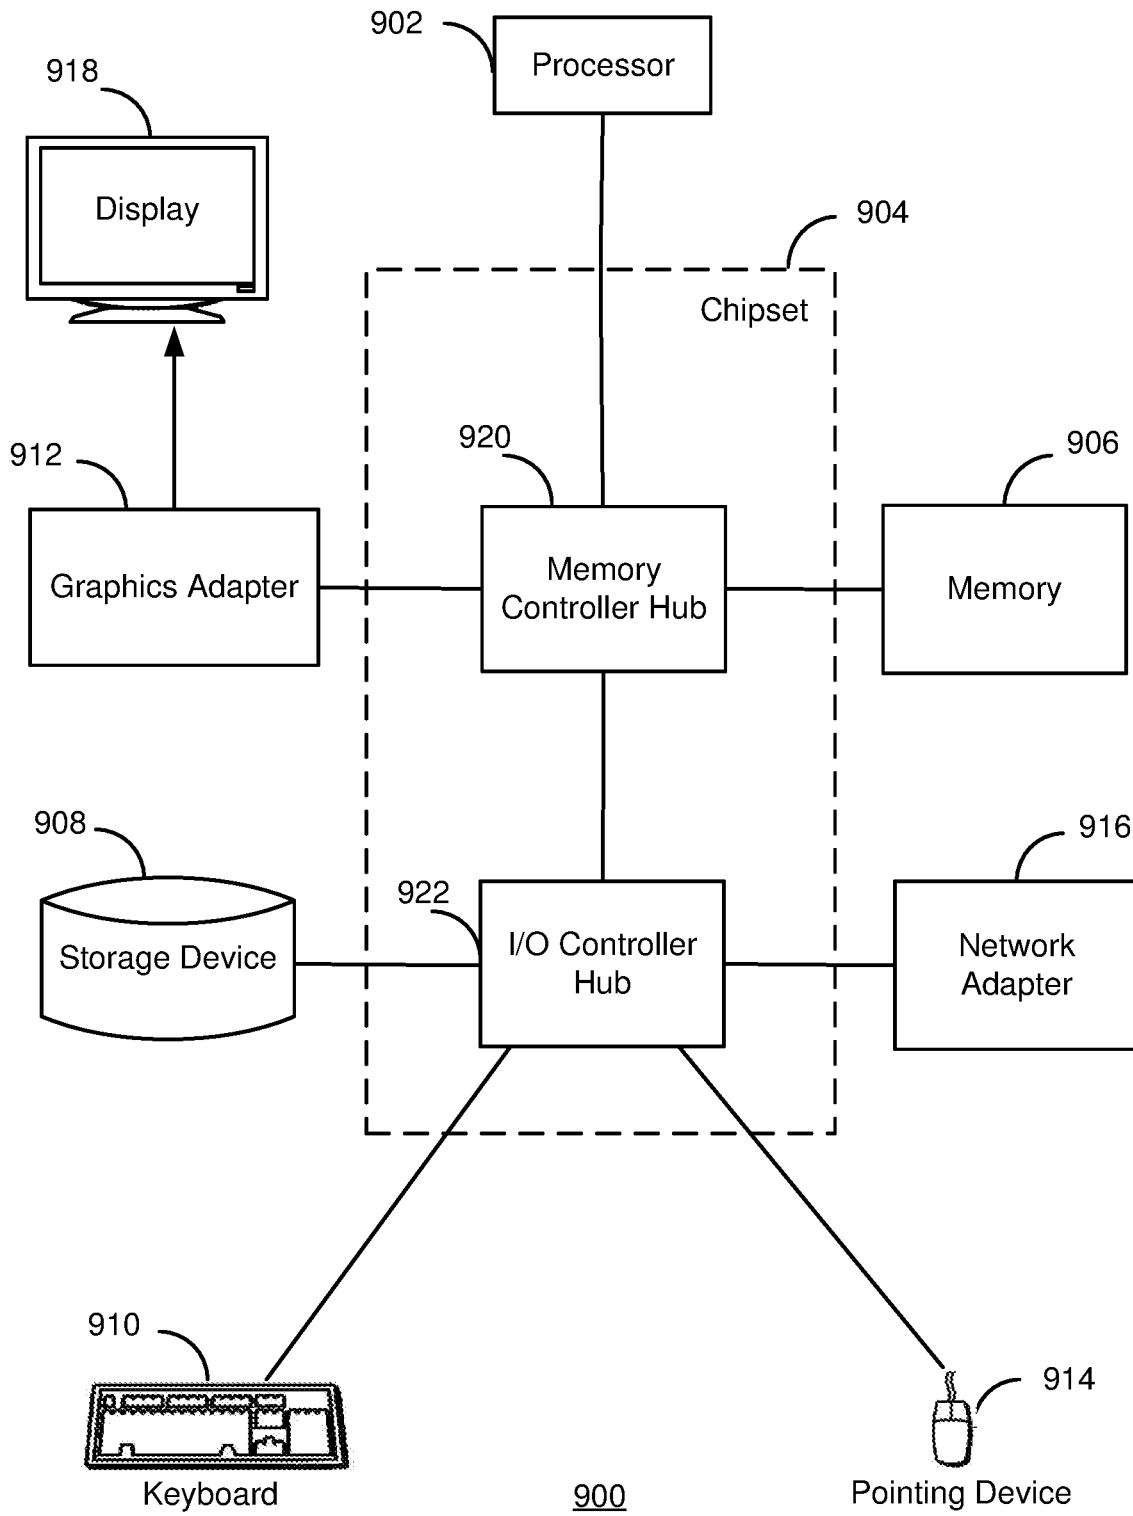 902
Processor
918
Display
904
Chipset
912
920
906
Graphics Adapter
Memory
Controller Hub
Memory
908
922
916
Storage Device
I/O Controller
Hub
Network
Adapter
910
914
Keyboard
900
Pointing Device